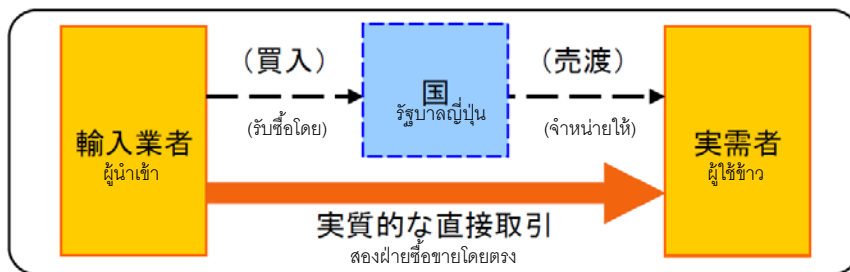 輸入業者
ผู้นำเข้า
（買入）
(รับซื้อโดย)
国
รัฐบาลญี่ปุ่น
（売渡）
(จำหน่ายให้)
実需者
ผู้ใช้ข้าว
実質的な直接取引
สองฝ่ายซื้อขายโดยตรง